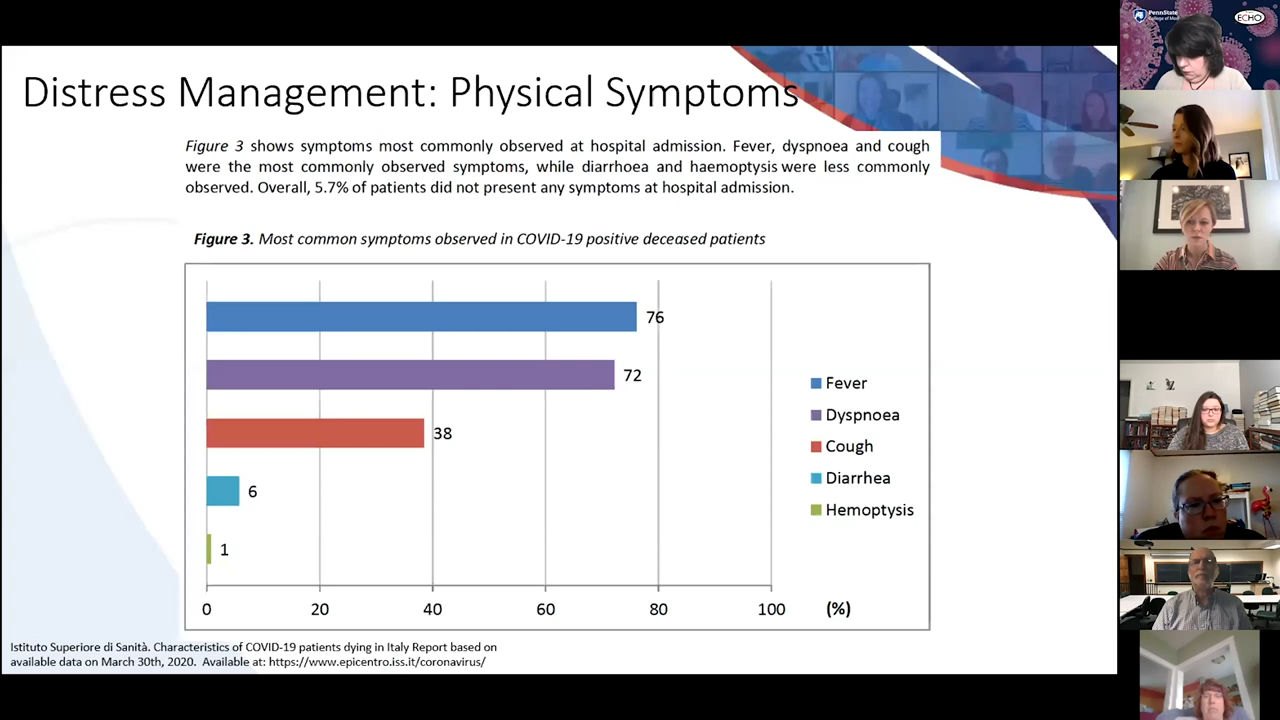 Distress Management: Physical Symptoms
Figure 3 shows symptoms most commonly observed at hospital admission. Fever, dyspnoea and cough
were the most commonly observed symptoms, while diarrhoea and haemoptysis were less commonly
observed. Overall, 5.7% of patients did not present any symptoms at hospital admission.
Figure 3. Most common symptoms observed in COVID-19 positive deceased patients
76
72
38
6
1
0 20 40 60 80 100 (%)
Fever
Dyspnoea
Cough
Diarrhea
Hemoptysis
Istituto Superiore di Sanità. Characteristics of COVID-19 patients dying in Italy Report based on
available data on March 30th, 2020. Available at: https://www.epicentro.iss.it/coronavirus/
PennState
ECHO